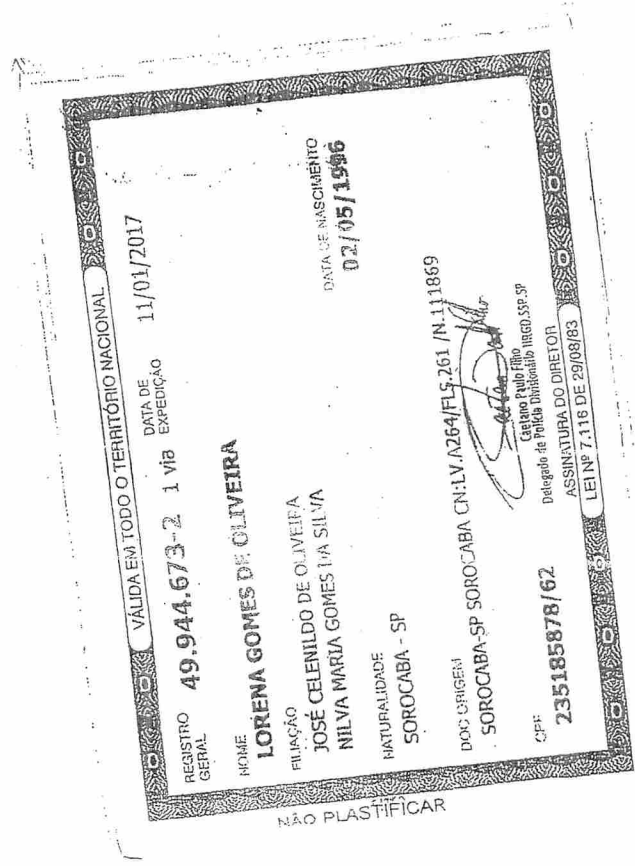 VÁLIDA EM TODO O TERRITÓRIO NACIONAL
REGISTRO GERAL 49.944.673-2 1 via DATA DE EXPEDIÇÃO 11/01/2017
NOME
LORENA GOMES DE OLIVEIRA
FILIAÇÃO
JOSÉ CELENILDO DE OLIVEIRA
NILVA MARIA GOMES DA SILVA
NATURALIDADE
SOROCABA - SP
DATA DE NASCIMENTO
02/05/1996
DOC ORIGEM
SOROCABA-SP SOROCABA CN:LV.A264/FLS.261 /N.111869
CPF
235185878/62
Caetano Paulo Filho
Delegado de Polícia Divisionário IIRGD.SSP.SP
ASSINATURA DO DIRETOR
LEI Nº 7.116 DE 29/08/83
NÃO PLASTIFICAR